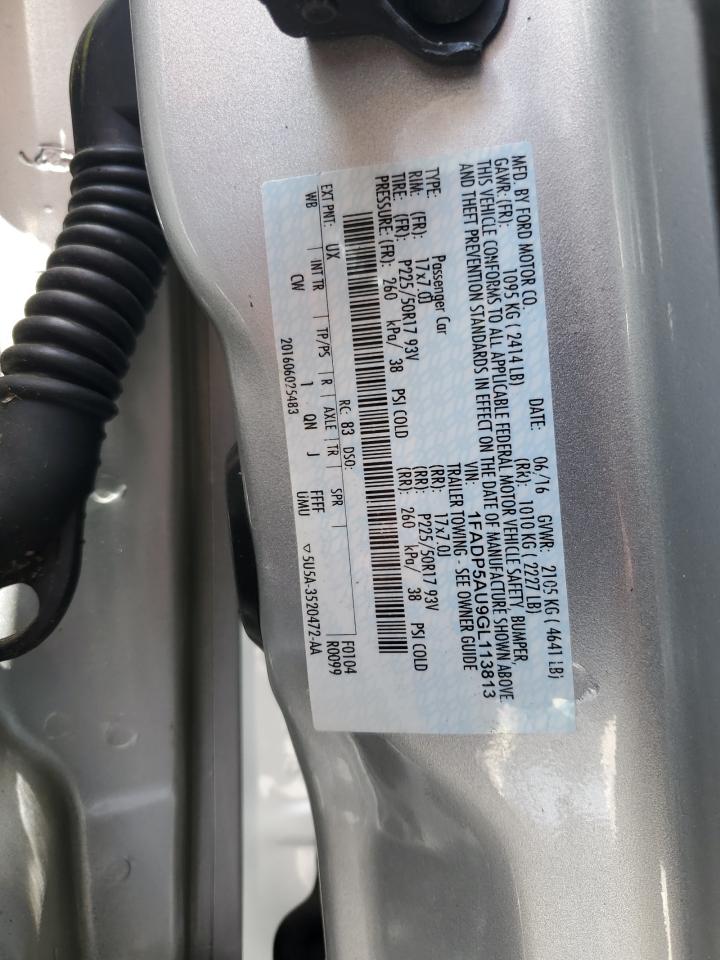 MFD. BY FORD MOTOR CO.
DATE: 06/16 GVWR: 2105 KG ( 4641 LB)
GAWR: (FR): 1095 KG ( 2414 LB) (RR): 1010 KG ( 2227 LB)
THIS VEHICLE CONFORMS TO ALL APPLICABLE FEDERAL MOTOR VEHICLE SAFETY, BUMPER,
AND THEFT PREVENTION STANDARDS IN EFFECT ON THE DATE OF MANUFACTURE SHOWN ABOVE.
VIN: 1FADP5AU9GL113813
TYPE: Passenger Car TRAILER TOWING - SEE OWNER GUIDE
RIM: (FR): 17x7.0J (RR): 17x7.0J
TIRE: (FR): P225/50R17 93V (RR): P225/50R17 93V
PRESSURE: (FR): 260 kPa/ 38 PSI COLD (RR): 260 kPa/ 38 PSI COLD
RC: 83 DSO: F0104
EXT PNT: UX R0099
WB INT TR TP/PS R AXLE TR SPR
CW 1 QN J FFFF
UMU
201606025483 ▽5U5A-3520472-AA